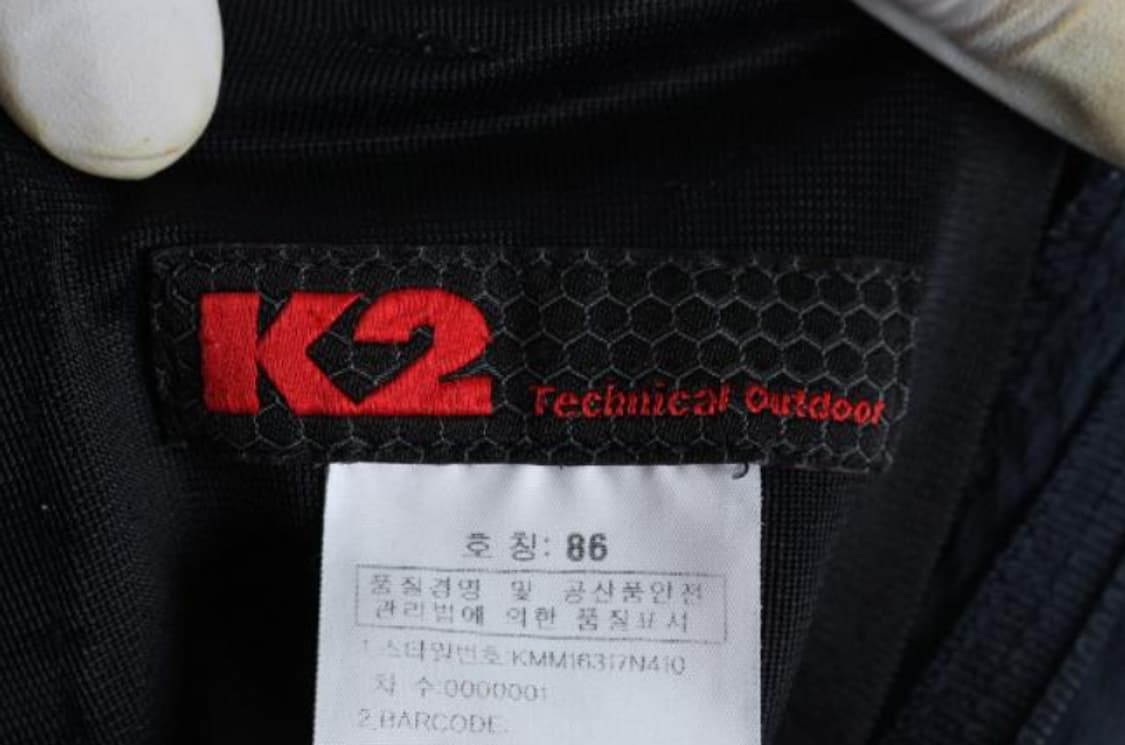 K2
Technical Outdoor
호 칭: 86
품질경영 및 공산품안전
관리법에 의한 품질표시
1.스타일번호:KMM16317N410
차 수:0000001
2.BARCODE: